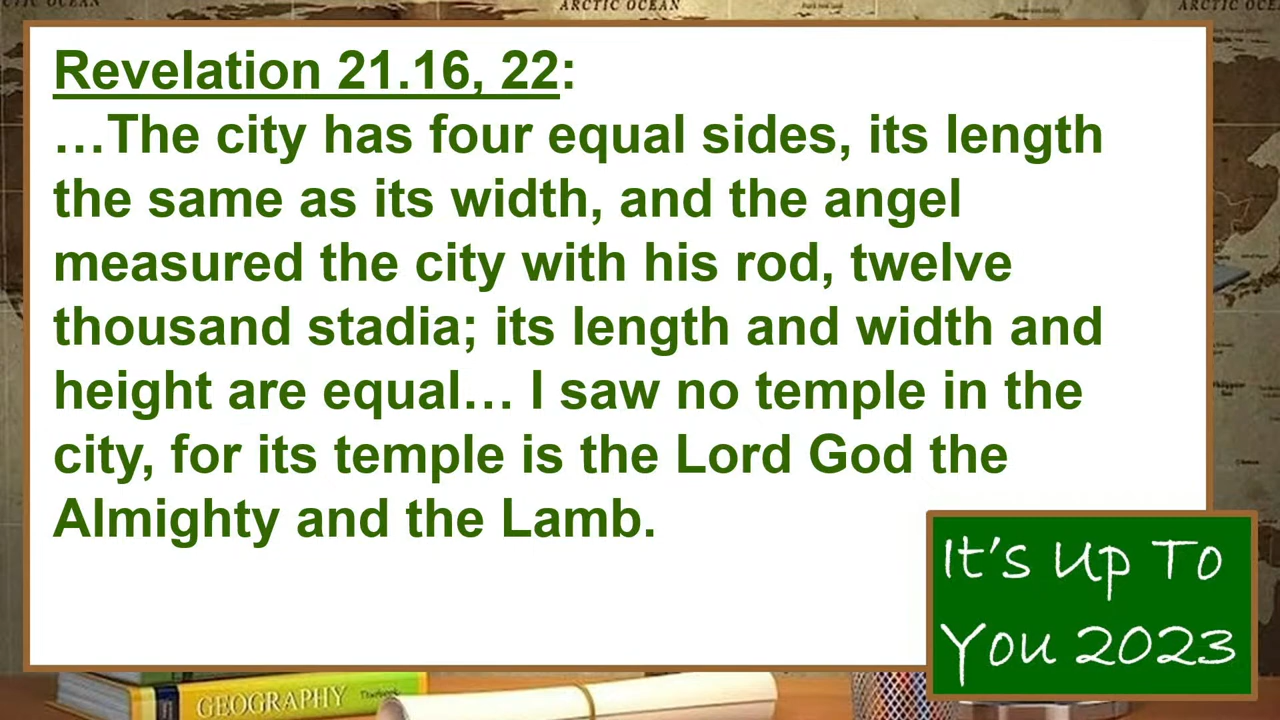 ARCTIC OCEAN
Revelation 21.16, 22:
…The city has four equal sides, its length
the same as its width, and the angel
measured the city with his rod, twelve
thousand stadia; its length and width and
height are equal… I saw no temple in the
city, for its temple is the Lord God the
Almighty and the Lamb.
It's Up To
You 2023
GEOGRAPHY